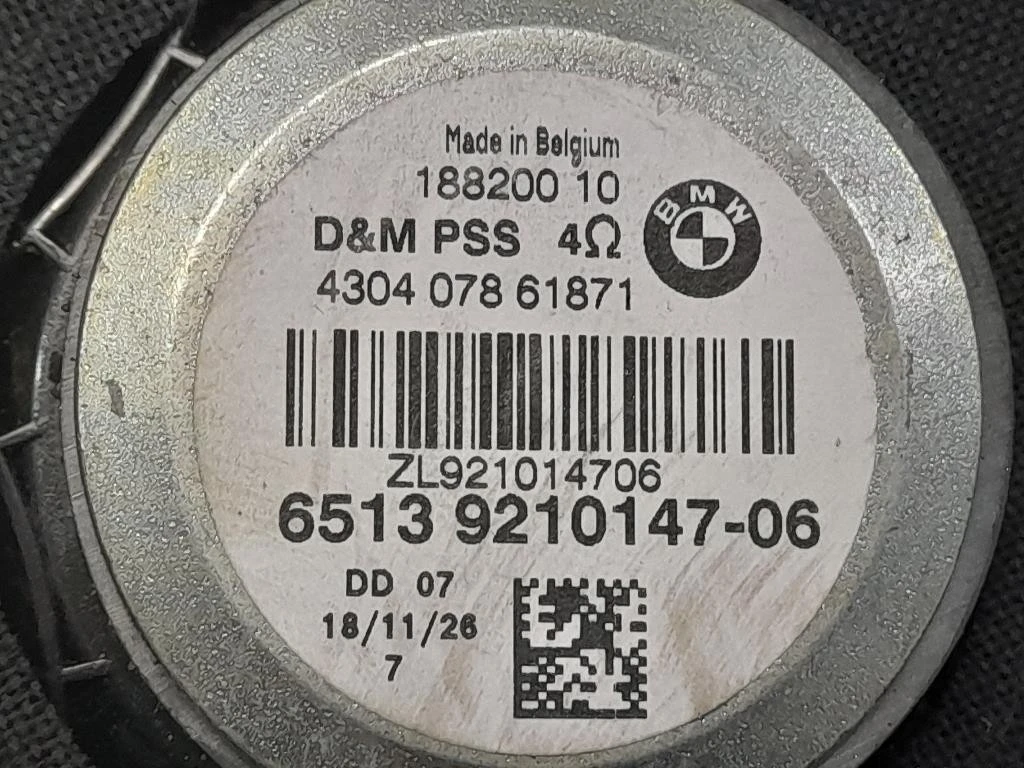 Made in Belgium
188200 10
BMW
D&M PSS 4Ω
4304 078 61871
ZL921014706
6513 9210147-06
DD 07
18/11/26
7